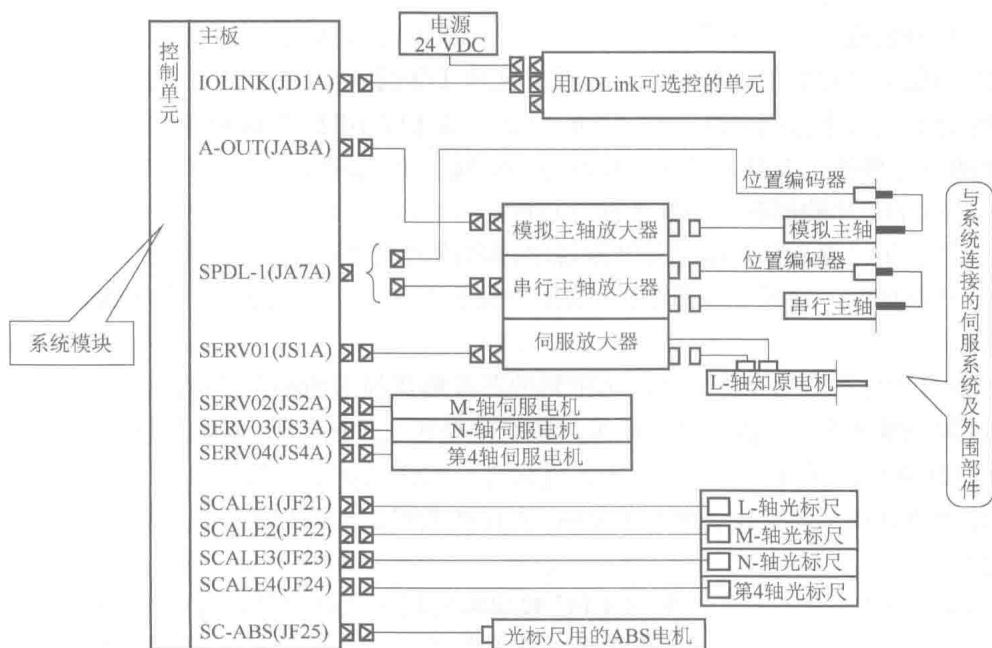 控制单元
主板
电源
24 VDC
IOLINK(JD1A)
用I/DLink可选控的单元
A-OUT(JABA)
位置编码器
模拟主轴放大器
模拟主轴
SPDL-1(JA7A)
位置编码器
串行主轴放大器
串行主轴
系统模块
SERV01(JS1A)
伺服放大器
L-轴知原电机
与系统连接的伺服系统及外围部件
SERV02(JS2A)
M-轴伺服电机
SERV03(JS3A)
N-轴伺服电机
SERV04(JS4A)
第4轴伺服电机
SCALE1(JF21)
L-轴光标尺
SCALE2(JF22)
M-轴光标尺
SCALE3(JF23)
N-轴光标尺
SCALE4(JF24)
第4轴光标尺
SC-ABS(JF25)
光标尺用的ABS电机